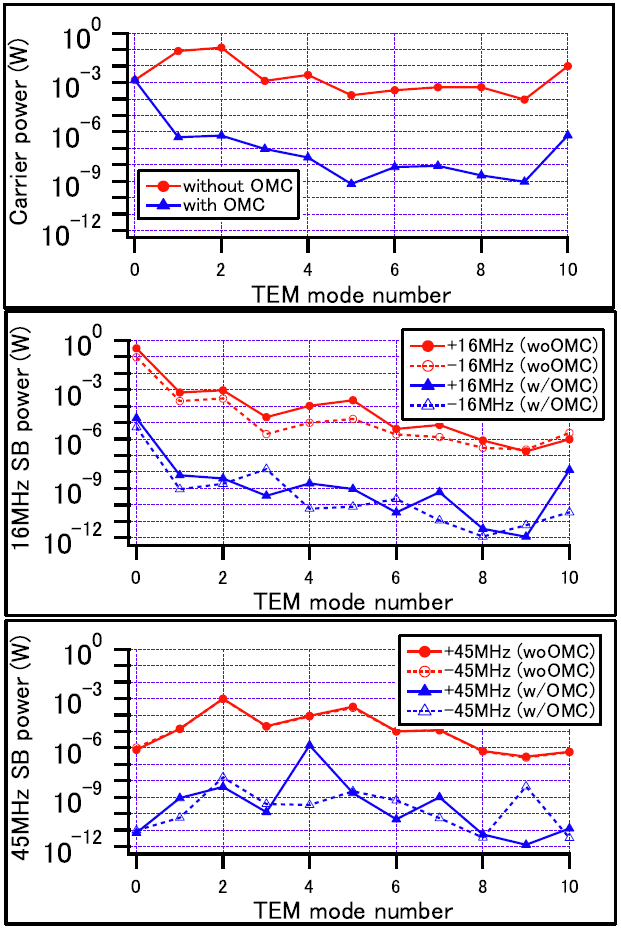 Carrier power (W)
10^0
10^-3
10^-6
10^-9
10^-12
without OMC
with OMC
0 2 4 6 8 10
TEM mode number
16MHz SB power (W)
10^0
10^-3
10^-6
10^-9
10^-12
+16MHz (woOMC)
-16MHz (woOMC)
+16MHz (w/OMC)
-16MHz (w/OMC)
0 2 4 6 8 10
TEM mode number
45MHz SB power (W)
10^0
10^-3
10^-6
10^-9
10^-12
+45MHz (woOMC)
-45MHz (woOMC)
+45MHz (w/OMC)
-45MHz (w/OMC)
0 2 4 6 8 10
TEM mode number